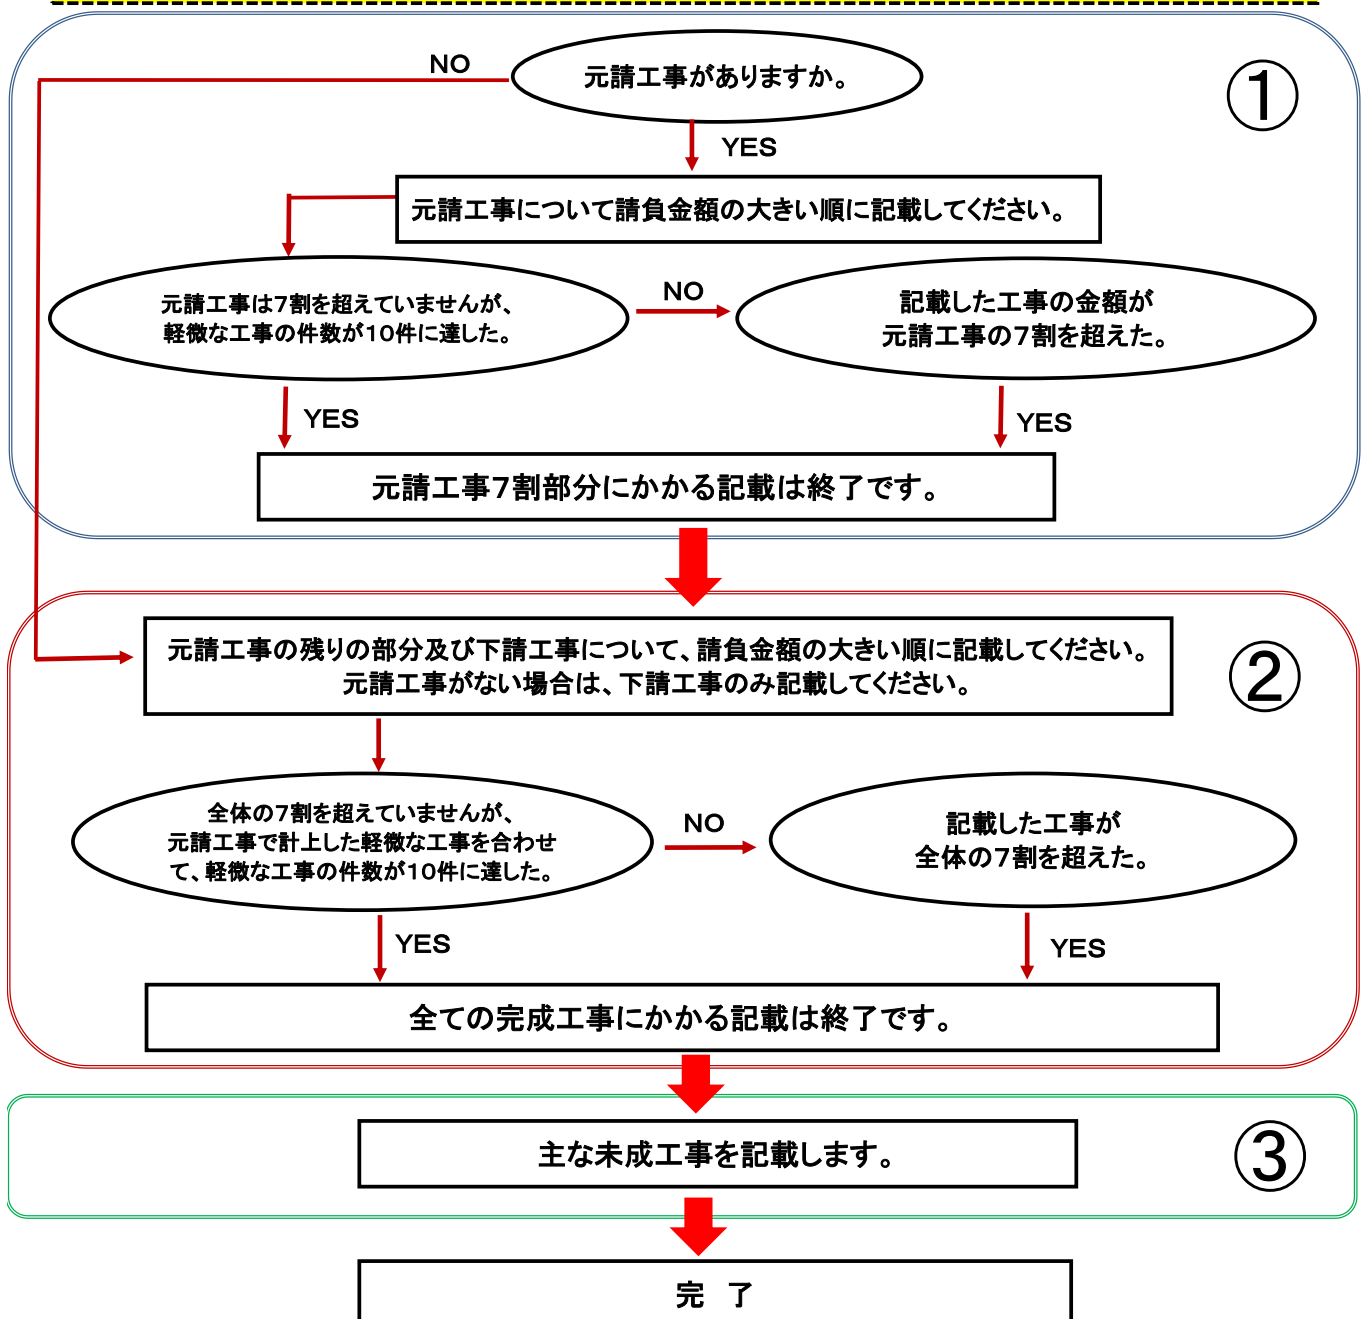 元請工事がありますか。
NO
①
YES
元請工事について請負金額の大きい順に記載してください。
元請工事は7割を超えていませんが、
軽微な工事の件数が10件に達した。
NO
記載した工事の金額が
元請工事の7割を超えた。
YES
YES
元請工事7割部分にかかる記載は終了です。
元請工事の残りの部分及び下請工事について、請負金額の大きい順に記載してください。
元請工事がない場合は、下請工事のみ記載してください。
②
全体の7割を超えていませんが、
元請工事で計上した軽微な工事を合わせ
て、軽微な工事の件数が10件に達した。
NO
記載した工事が
全体の7割を超えた。
YES
YES
全ての完成工事にかかる記載は終了です。
主な未成工事を記載します。
③
完 了